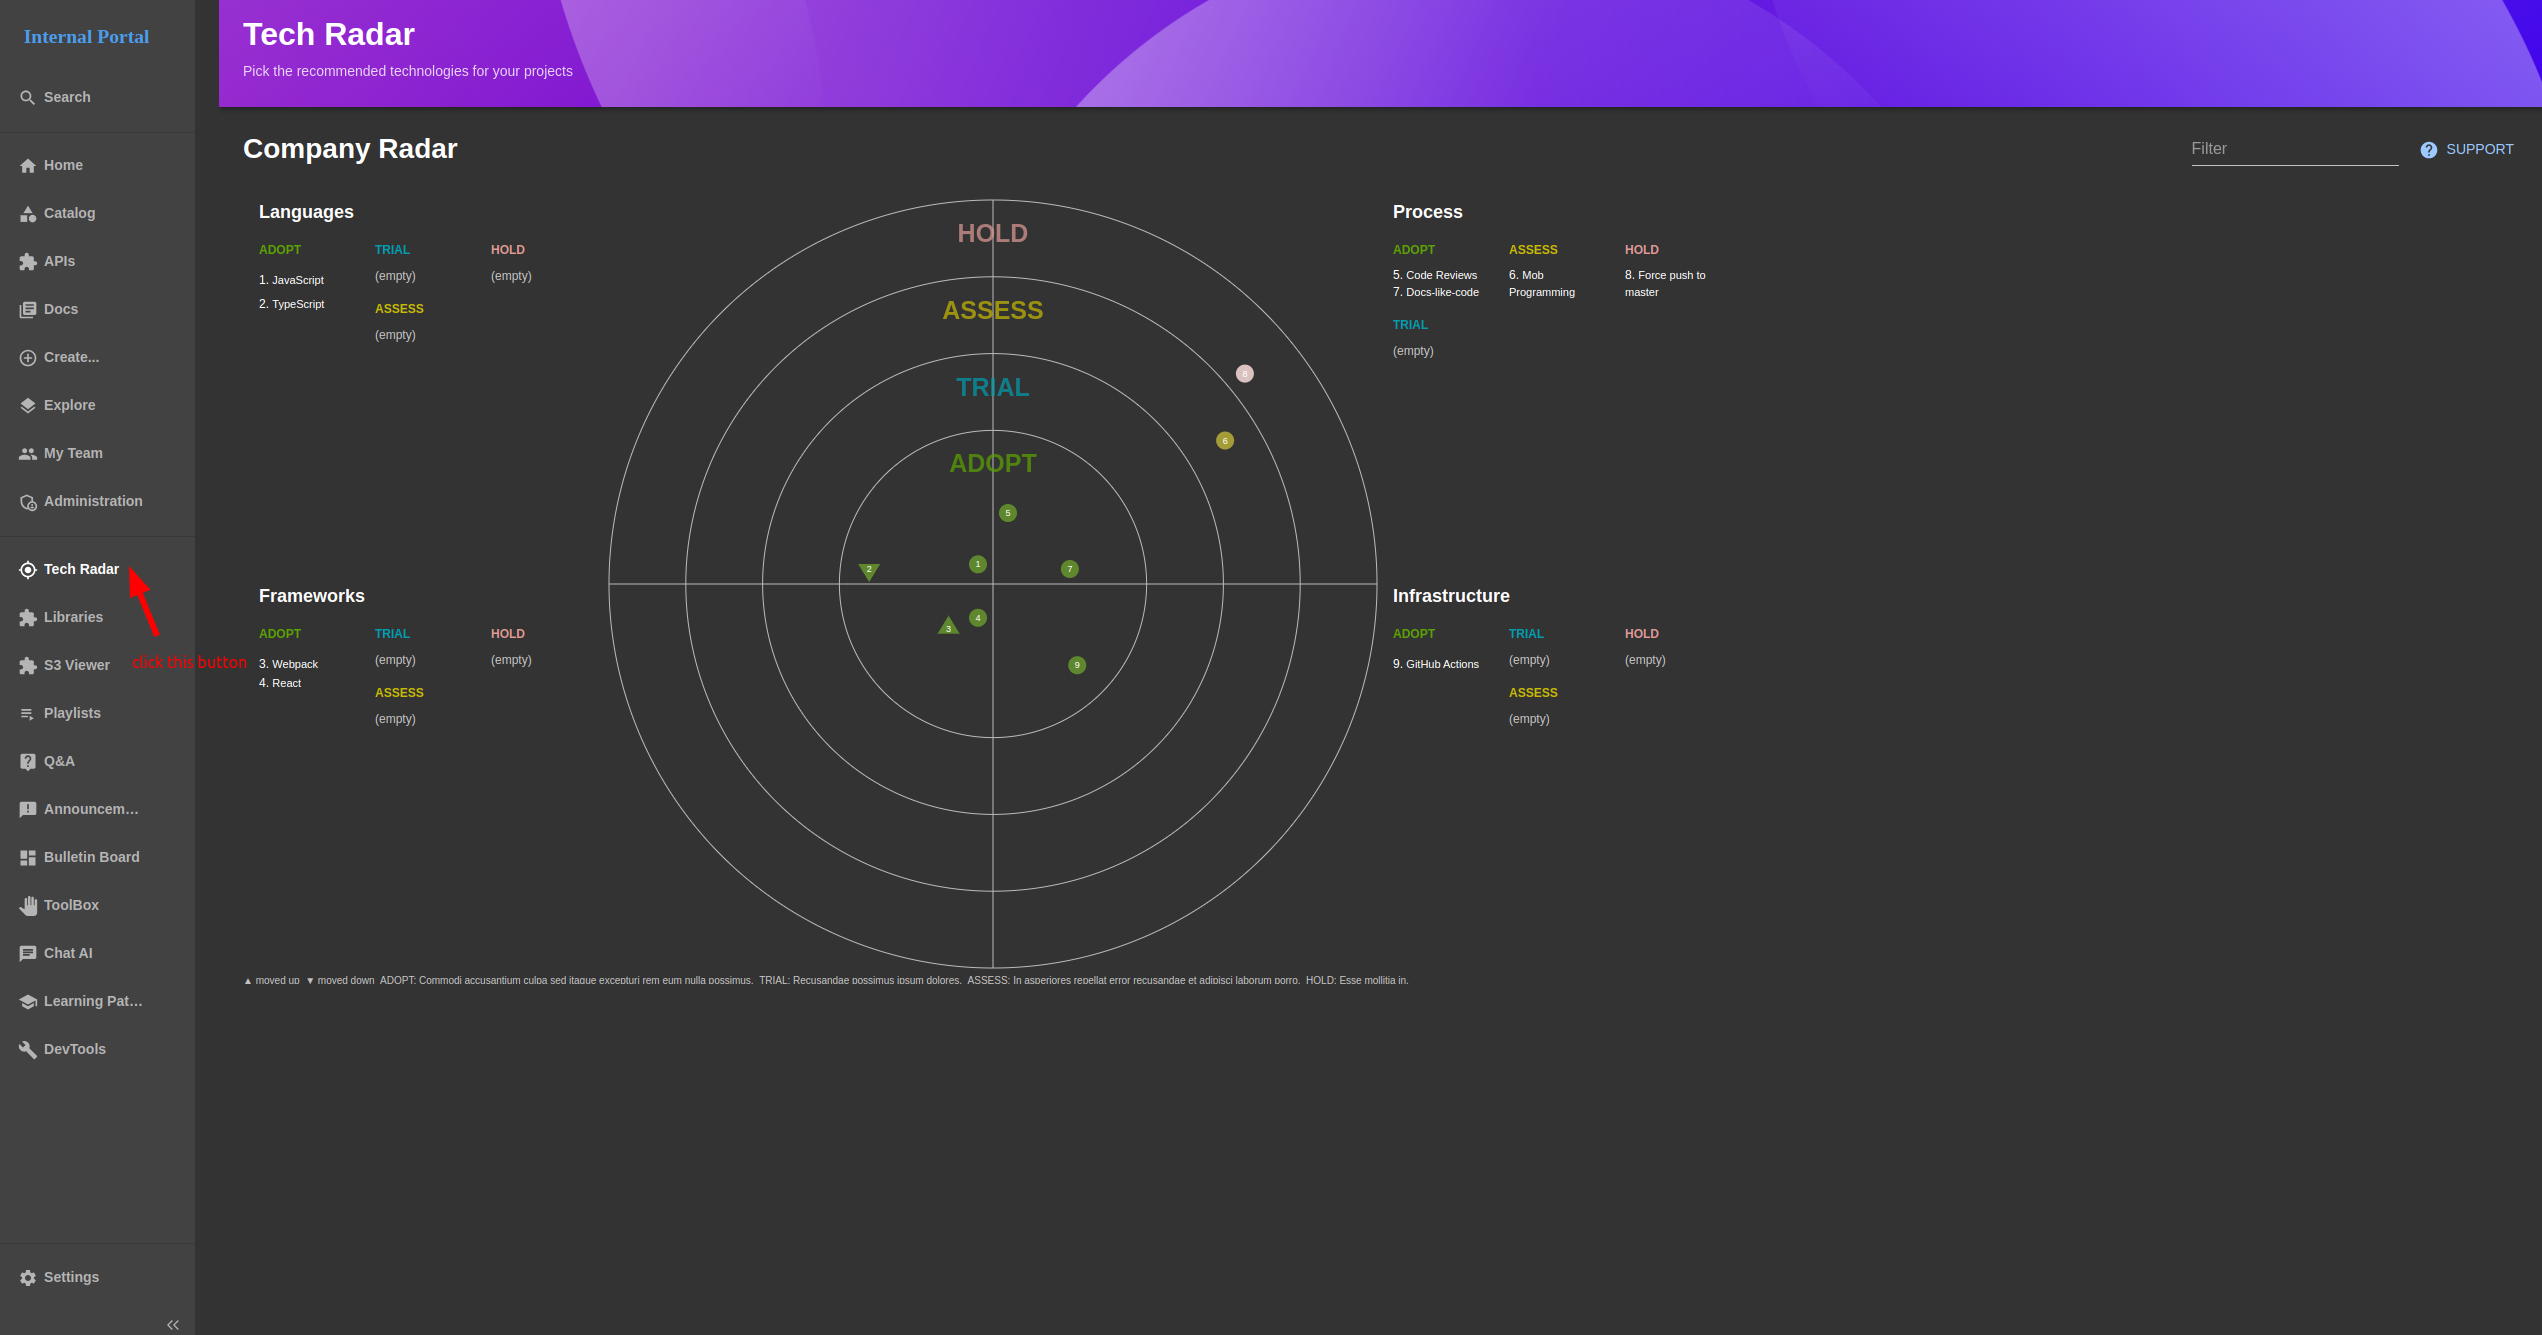 Internal Portal
Search
Home
Catalog
APIs
Docs
Create...
Explore
My Team
Administration
Tech Radar
Libraries
S3 Viewer
click this button
Playlists
Q&A
Announcem…
Bulletin Board
ToolBox
Chat AI
Learning Pat…
DevTools
Settings
Tech Radar
Pick the recommended technologies for your projects
Company Radar
Filter
SUPPORT
Languages
ADOPT
1. JavaScript
2. TypeScript
TRIAL
(empty)
ASSESS
(empty)
HOLD
(empty)
Frameworks
ADOPT
3. Webpack
4. React
TRIAL
(empty)
ASSESS
(empty)
HOLD
(empty)
HOLD
ASSESS
TRIAL
ADOPT
8
6
5
1
7
2
4
3
9
Process
ADOPT
5. Code Reviews
7. Docs-like-code
TRIAL
(empty)
ASSESS
6. Mob
Programming
HOLD
8. Force push to
master
Infrastructure
ADOPT
9. GitHub Actions
TRIAL
(empty)
ASSESS
(empty)
HOLD
(empty)
▲ moved up ▼ moved down ADOPT: Commodi accusantium culpa sed itaque excepturi rem eum nulla possimus. TRIAL: Recusandae possimus ipsum dolores. ASSESS: In asperiores repellat error recusandae et adipisci laborum porro. HOLD: Esse mollitia in.